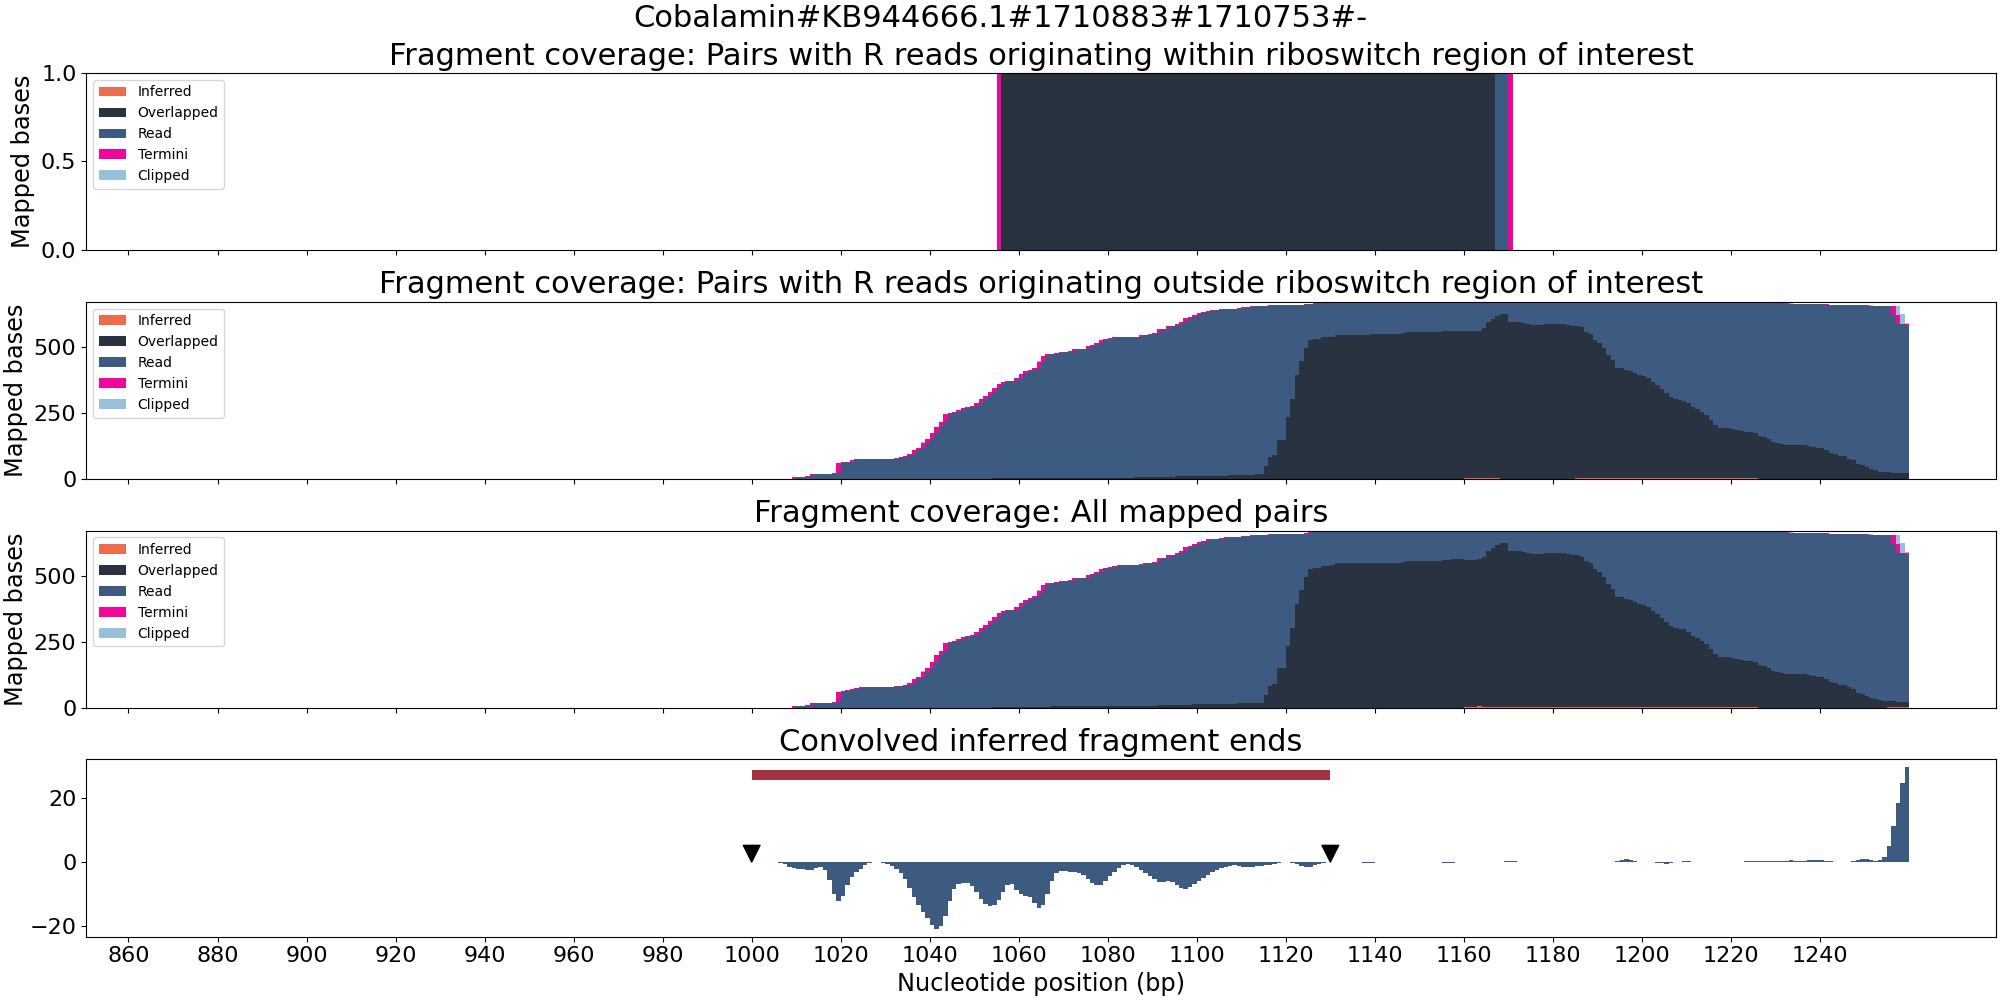 Cobalamin#KB944666.1#1710883#1710753#-
Fragment coverage: Pairs with R reads originating within riboswitch region of interest
Mapped bases
1.0
0.5
0.0
Inferred
Overlapped
Read
Termini
Clipped
Fragment coverage: Pairs with R reads originating outside riboswitch region of interest
Mapped bases
500
250
0
Inferred
Overlapped
Read
Termini
Clipped
Fragment coverage: All mapped pairs
Mapped bases
500
250
0
Inferred
Overlapped
Read
Termini
Clipped
Convolved inferred fragment ends
20
0
−20
860 880 900 920 940 960 980 1000 1020 1040 1060 1080 1100 1120 1140 1160 1180 1200 1220 1240
Nucleotide position (bp)